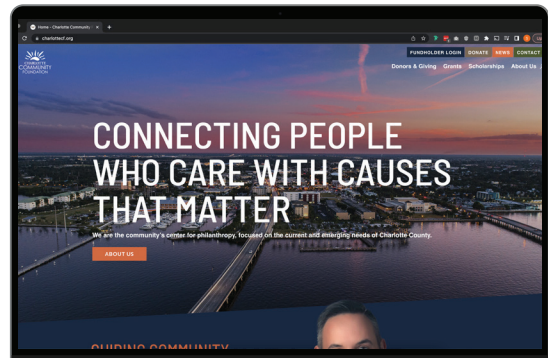 Home - Charlotte Community F
charlottecf.org
FUNDHOLDER LOGIN DONATE NEWS CONTACT
CHARLOTTE
COMMUNITY
FOUNDATION
Donors & Giving Grants Scholarships About Us
CONNECTING PEOPLE
WHO CARE WITH CAUSES
THAT MATTER
We are the community's center for philanthropy, focused on the current and emerging needs of Charlotte County.
ABOUT US
GUIDING COMMUNITY